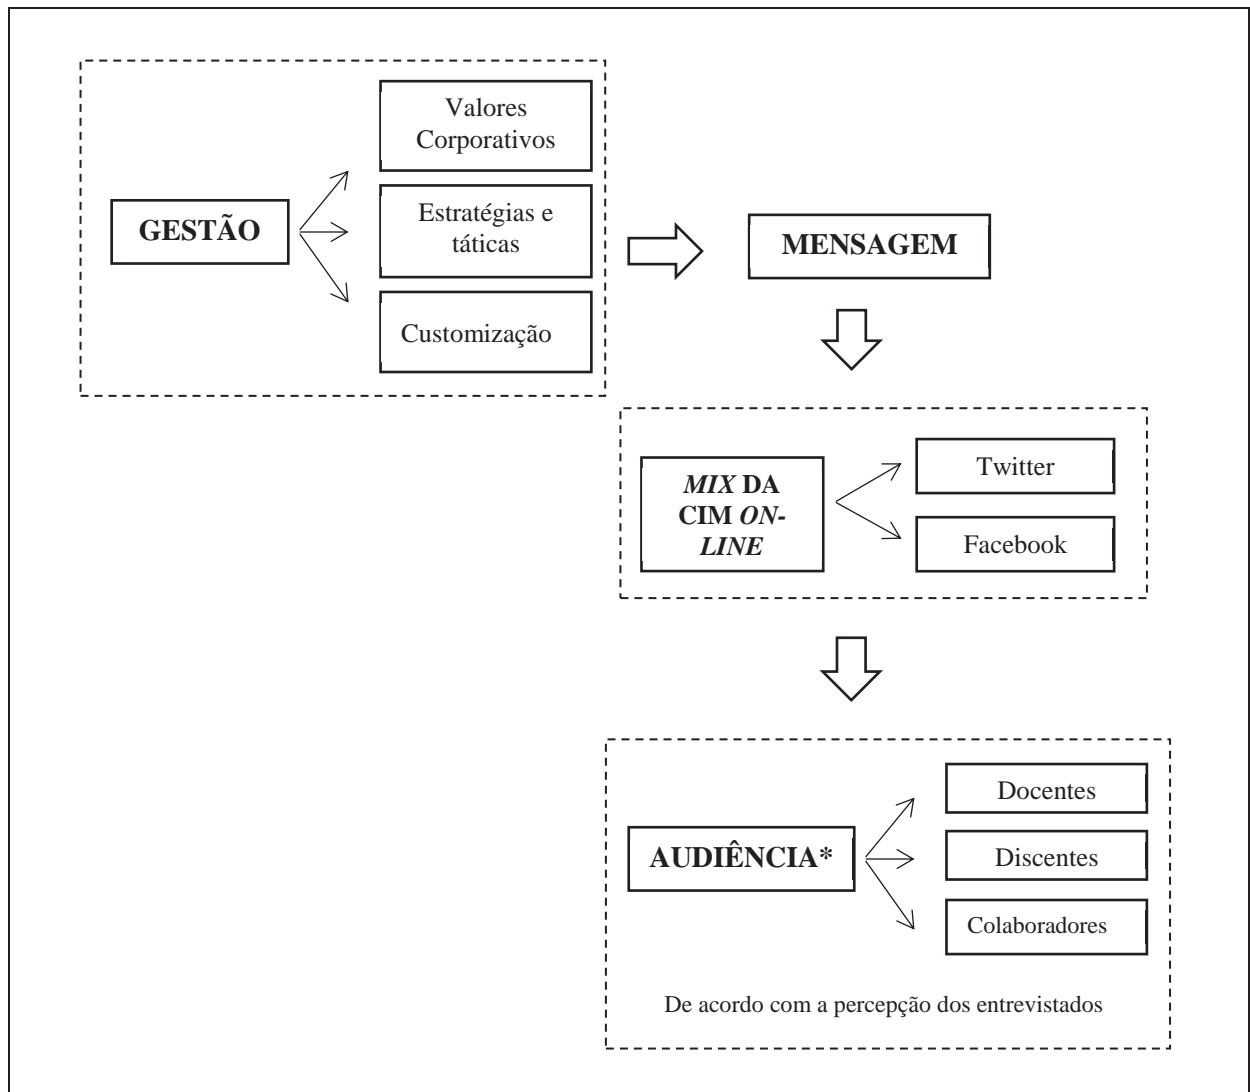 Valores
Corporativos
GESTÃO
Estratégias e
táticas
Customização
MENSAGEM
MIX DA
CIM ON-
LINE
Twitter
Facebook
AUDIÊNCIA*
Docentes
Discentes
Colaboradores
De acordo com a percepção dos entrevistados